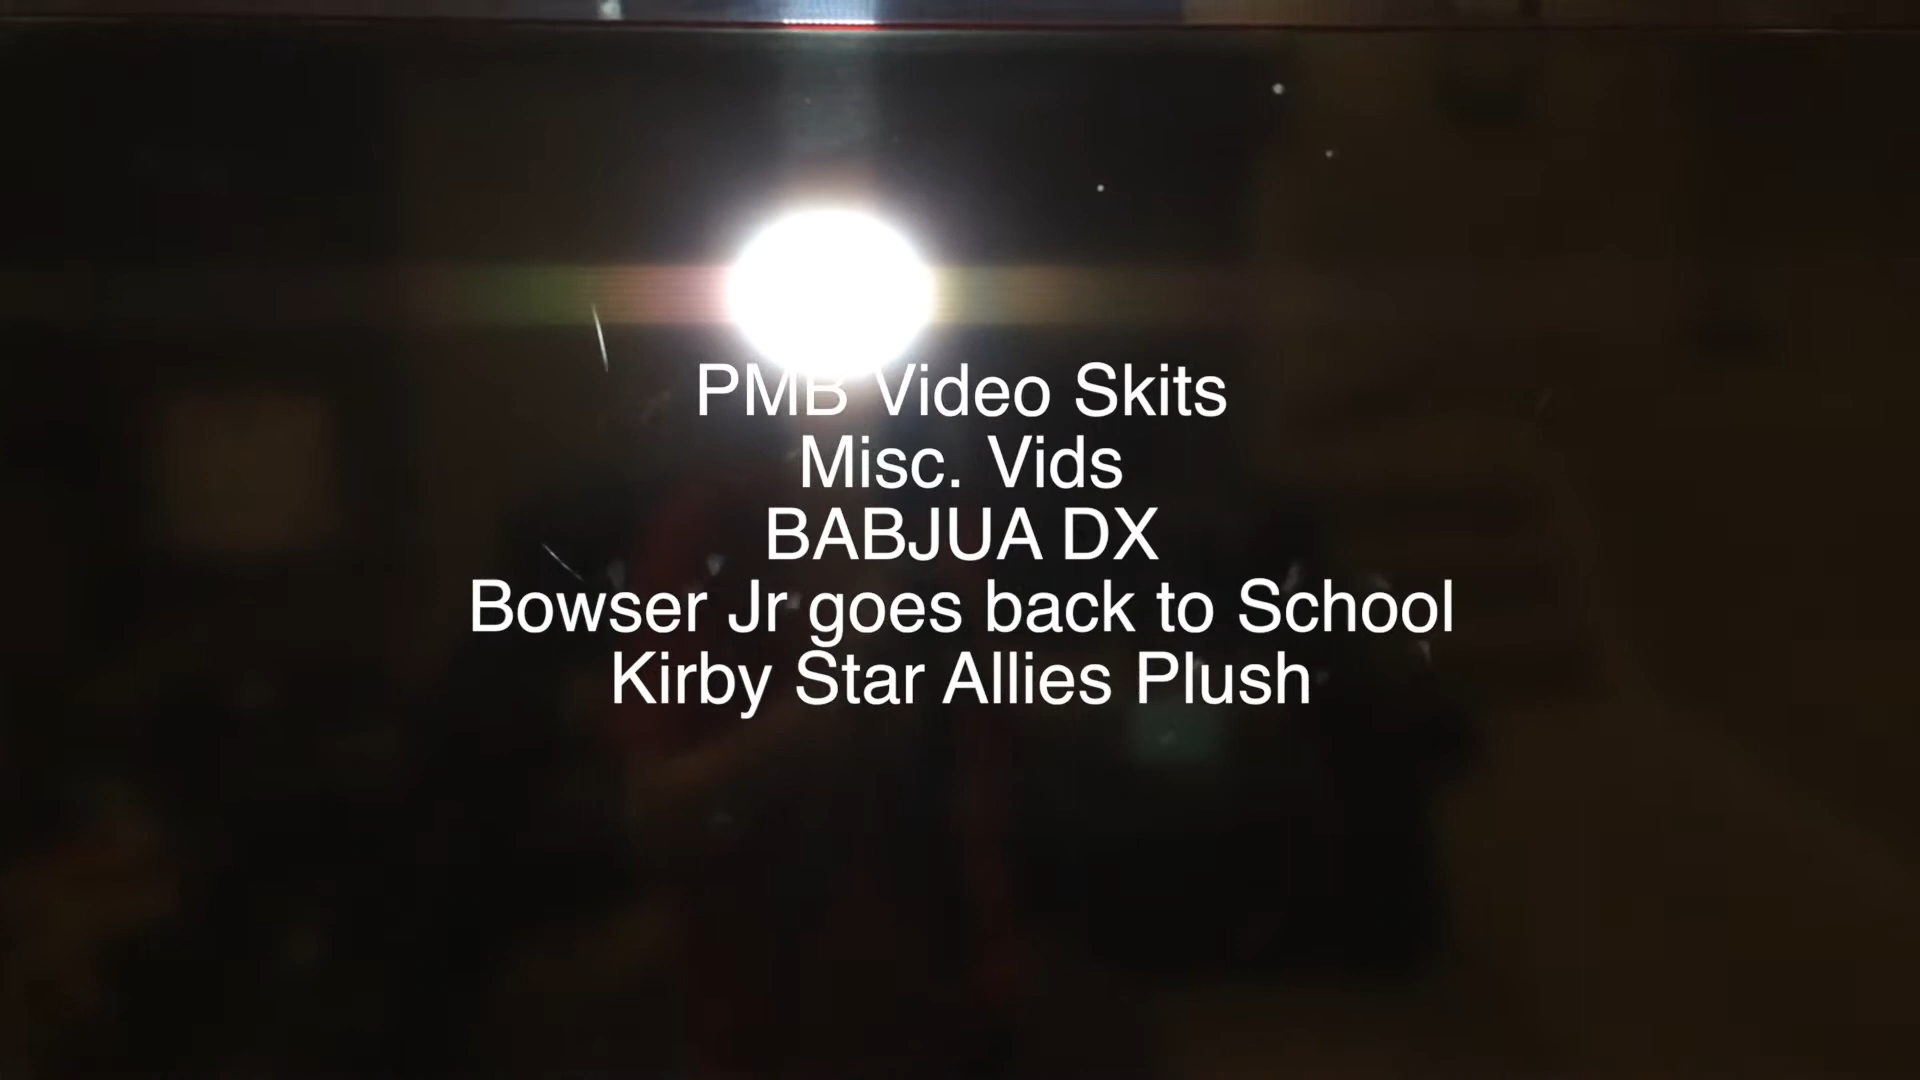 PMB Video Skits
Misc. Vids
BABJUA DX
Bowser Jr goes back to School
Kirby Star Allies Plush